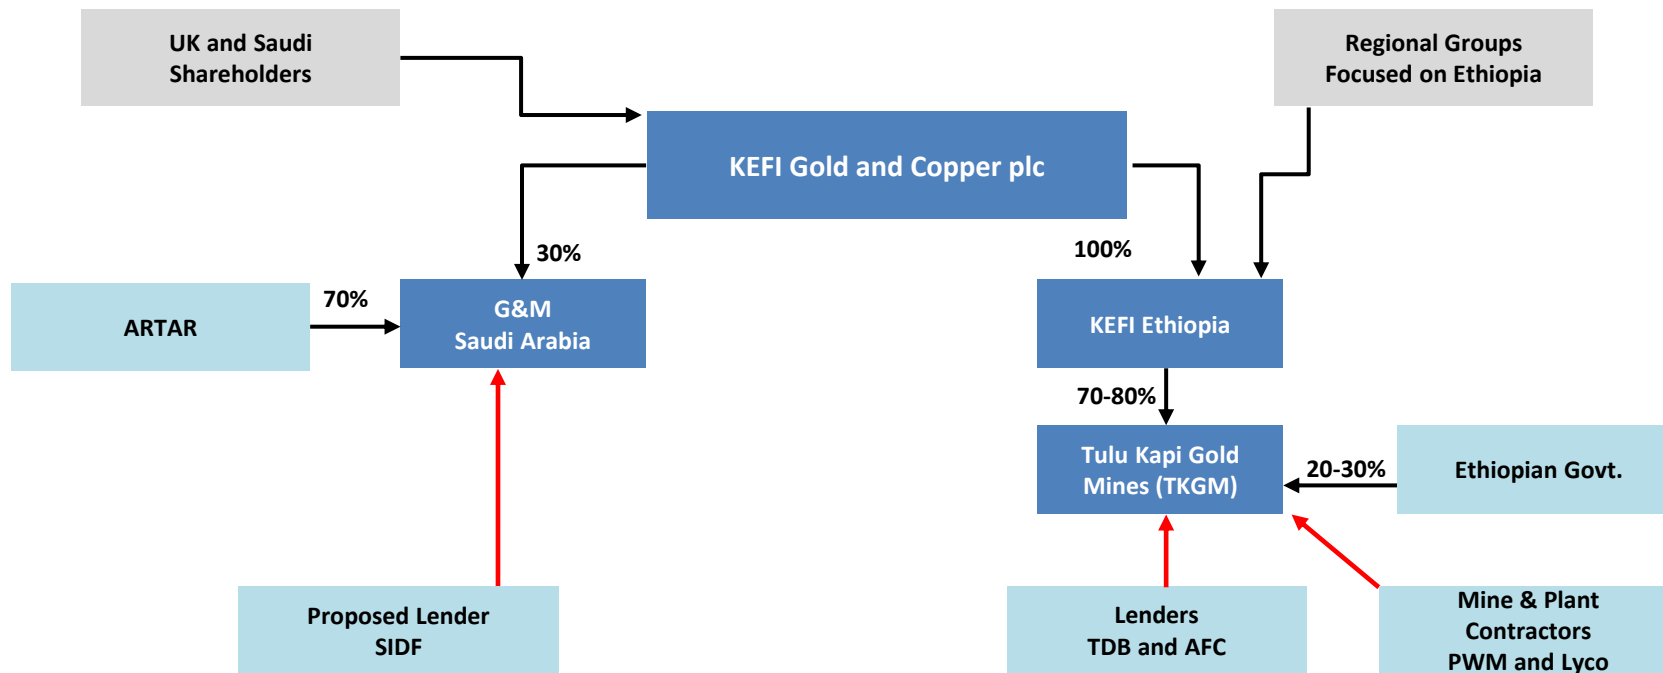 UK and Saudi
Shareholders
Regional Groups
Focused on Ethiopia
KEFI Gold and Copper plc
30%
100%
ARTAR
70%
G&M
Saudi Arabia
KEFI Ethiopia
70-80%
Tulu Kapi Gold
Mines (TKGM)
20-30%
Ethiopian Govt.
Proposed Lender
SIDF
Lenders
TDB and AFC
Mine & Plant
Contractors
PWM and Lyco